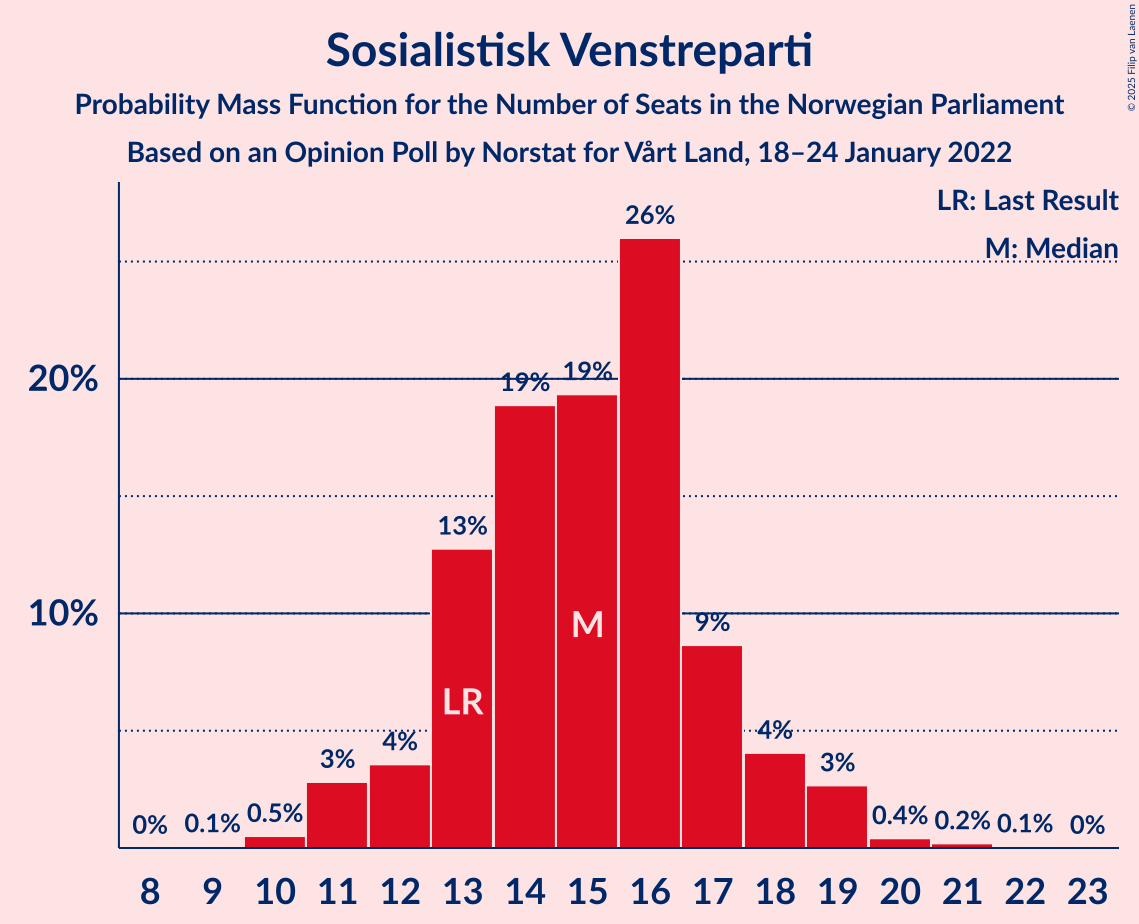 Sosialistisk Venstreparti
Probability Mass Function for the Number of Seats in the Norwegian Parliament
Based on an Opinion Poll by Norstat for Vårt Land, 18–24 January 2022
© 2025 Filip van Laenen
LR: Last Result
M: Median
26%
20%
19%
19%
13%
10%
9%
M
LR
4%
4%
3%
3%
0%
0.1%
0.5%
0.4%
0.2%
0.1%
0%
8 9 10 11 12 13 14 15 16 17 18 19 20 21 22 23